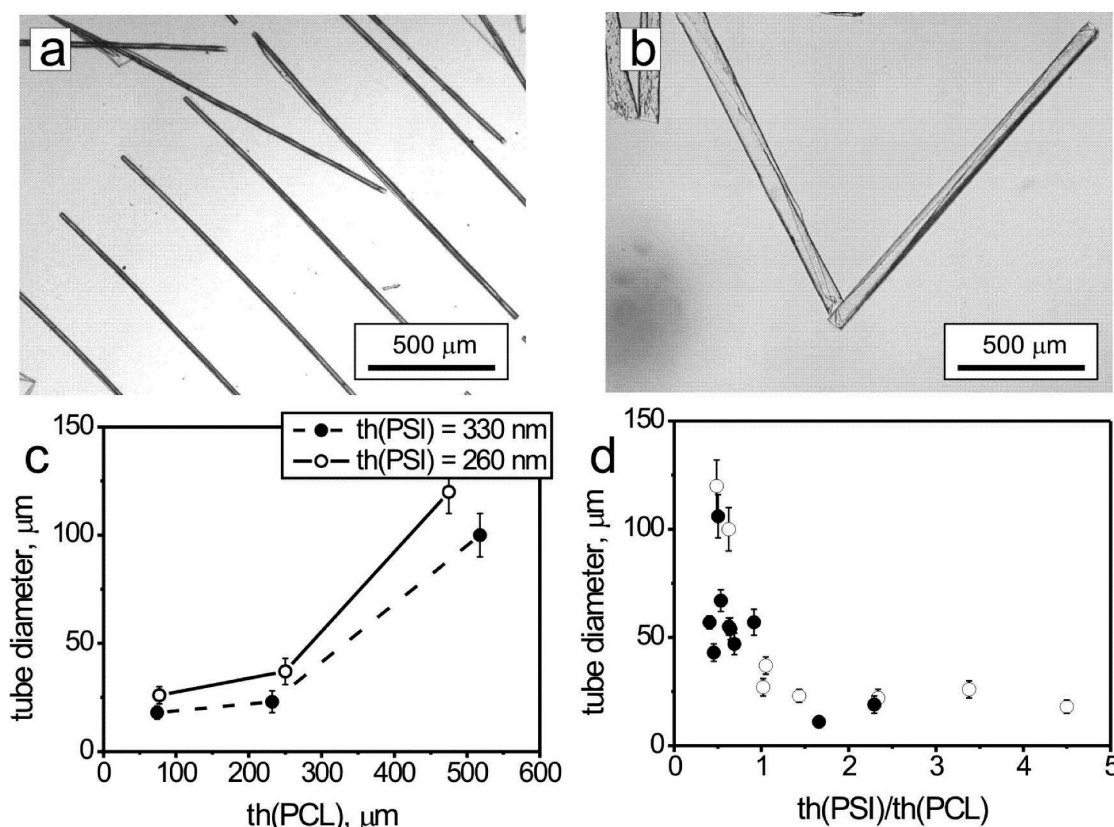 a
500 μm
b
500 μm
c
th(PSI) = 330 nm
th(PSI) = 260 nm
150
100
50
0
tube diameter, μm
100 200 300 400 500 600
th(PCL), μm
d
150
100
50
0
tube diameter, μm
0 1 2 3 4 5
th(PSI)/th(PCL)